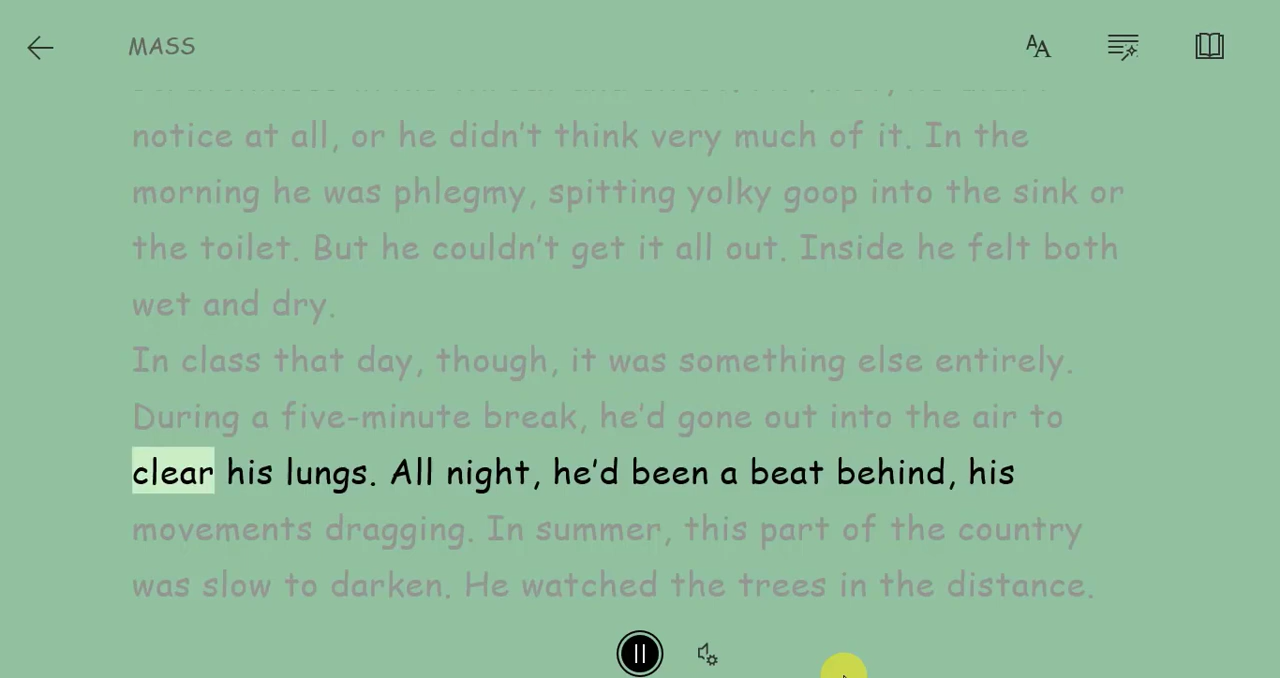 MASS
AA
notice at all, or he didn't think very much of it. In the
morning he was phlegmy, spitting yolky goop into the sink or
the toilet. But he couldn't get it all out. Inside he felt both
wet and dry.
In class that day, though, it was something else entirely.
During a five-minute break, he'd gone out into the air to
clear his lungs. All night, he'd been a beat behind, his
movements dragging. In summer, this part of the country
was slow to darken. He watched the trees in the distance.